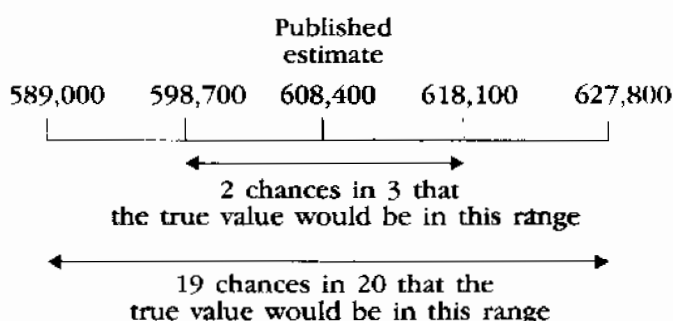 Published
estimate
589,000 598,700 608,400 618,100 627,800
2 chances in 3 that
the true value would be in this range
19 chances in 20 that the
true value would be in this range